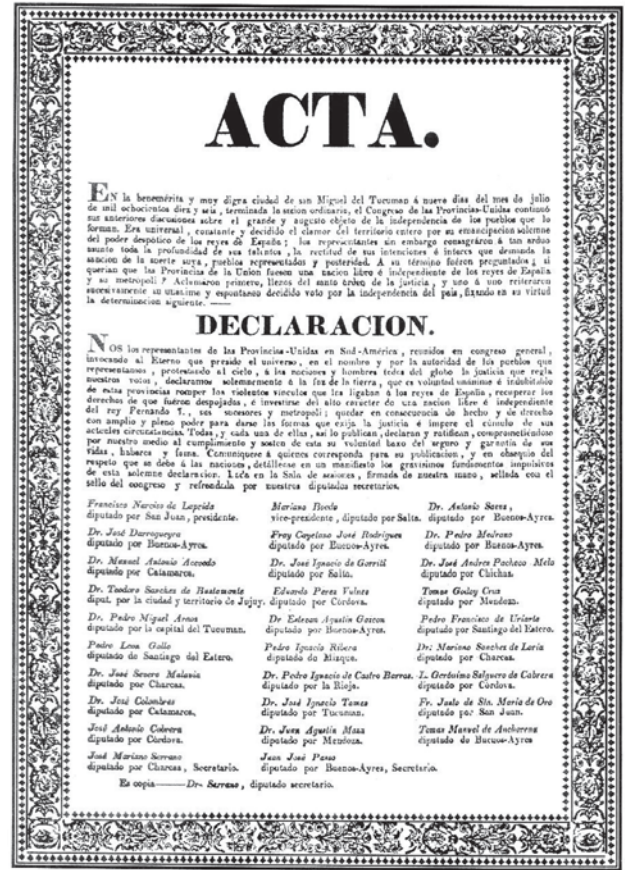 ACTA.
EN la benemérita y muy digna ciudad de san Miguel del Tucuman á nueve dias del mes de julio
de mil ochocientos diez y seis, terminada la sesion ordinaria, el Congreso de las Provincias-Unidas continuó
sus anteriores discusiones sobre el grande y augusto objeto de la independencia de los pueblos que lo
forman. Era universal, constante y decidido el clamor del territorio entero por su emancipacion solemne
del poder despótico de los reyes de España; los representantes sin embargo consagráron á tan arduo
asunto toda la profundidad de sus talentos, la rectitud de sus intenciones é interes que demanda la
sancion de la suerte suya, pueblos representados y posteridad. A su término fuéron preguntados; si
querian que las Provincias de la Union fuesen una nacion libre é independiente de los reyes de España
y su metropoli? Aclamáron primero, llenos del santo órden de la justicia, y uno á uno reiteráron
sucesivamente su unánime y espontaneo decidido voto por la independencia del pais, fixando en su virtud
la determinacion siguiente. —
DECLARACION.
NOS los representantes de las Provincias-Unidas en Sud-América, reunidos en congreso general,
invocando al Eterno que preside el universo, en el nombre y por la autoridad de los pueblos que
representamos, protestando al cielo, á las naciones y hombres todos del globo la justicia que regla
nuestros votos, declaramos solemnemente á la faz de la tierra, que es voluntad unánime é indubitable
de estas provincias romper los violentos vinculos que las ligaban á los reyes de España, recuperar los
derechos de que fuéron despojadas, é investirse del alto caracter de una nacion libre é independiente
del rey Fernando 7., sus sucesores y metropoli; quedar en consecuencia de hecho y de derecho
con amplio y pleno poder para darse las formas que exija la justicia é impere el cúmulo de sus
actuales circunstancias. Todas, y cada una de ellas, así lo publican, declaran y ratifican, comprometiéndose
por nuestro medio al cumplimiento y sosten de esta su voluntad baxo del seguro y garantia de sus
vidas, haberes y fama. Comuniquese á quienes corresponda para su publicacion, y en obsequio del
respeto que se debe á las naciones, detállense en un manifiesto los gravisimos fundamentos impulsivos
de esta solemne declaracion. Dada en la Sala de sesiones, firmada de nuestra mano, sellada con el
sello del congreso y refrendada por nuestros diputados secretarios.
Francisco Narciso de Laprida Mariano Boedo Dr. Antonio Saenz,
diputado por San Juan, presidente. vice-presidente, diputado por Salta. diputado por Buenos-Ayres.
Dr. José Darregueyra Fray Cayetano José Rodriguez Dr. Pedro Medrano
diputado por Buenos-Ayres. diputado por Buenos-Ayres. diputado por Buenos-Ayres.
Dr. Manuel Antonio Acevedo Dr. José Ignacio de Gorriti Dr. José Andres Pacheco Melo
diputado por Catamarca. diputado por Salta. diputado por Chichas.
Dr. Teodoro Sanchez de Bustamante Eduardo Perez Vulnes Tomas Godoy Cruz
diput. por la ciudad y territorio de Jujuy. diputado por Córdova. diputado por Mendoza.
Dr. Pedro Miguel Araoz Dr Estevan Agustin Gascon Pedro Francisco de Uriarte
diputado por la capital del Tucuman. diputado por Buenos-Ayres. diputado por Santiago del Estero.
Pedro Leon Gallo Pedro Ignacio Ribera Dr: Mariano Sanchez de Loria
diputado de Santiago del Estero. diputado de Misque. diputado por Charcas.
Dr. José Severo Malavia Dr. Pedro Ignacio de Castro Barros. L. Gerónimo Salguero de Cabrera
diputado por Charcas. diputado por la Rioja. diputado por Córdova.
Dr. José Colombres Dr. José Ignacio Tames Fr. Justo de Sta. María de Oro
diputado por Catamarca. diputado por Tucuman. diputado por San Juan.
José Antonio Cabrera Dr. Juan Agustin Maza Tomas Manuel de Anchorena
diputado por Córdova. diputado por Mendoza. diputado de Buenos-Ayres
José Mariano Serrano Juan José Paso
diputado por Charcas, Secretario. diputado por Buenos-Ayres, Secretario.
Es copia——Dr. Serrano, diputado secretario.